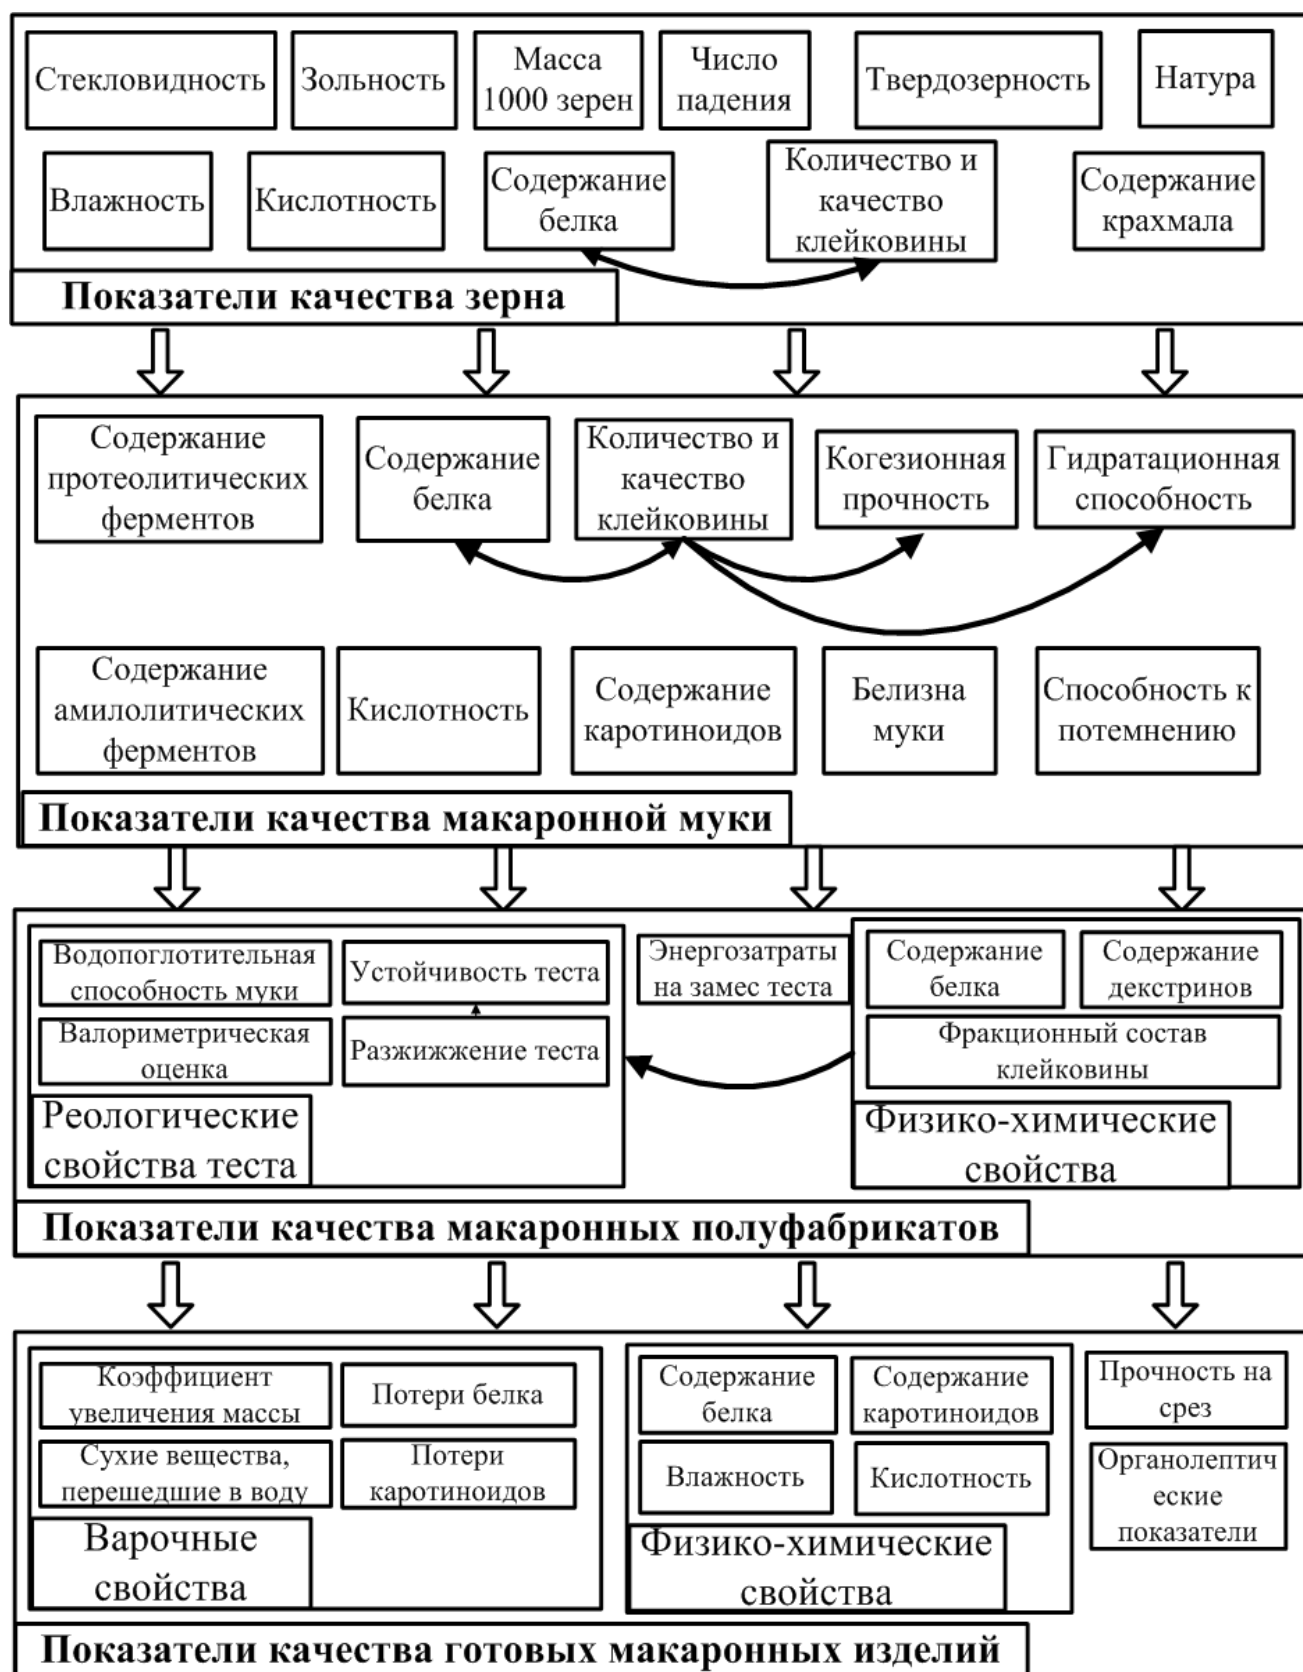 Стекловидность
Зольность
Масса
1000 зерен
Число
падения
Твердозерность
Натура
Влажность
Кислотность
Содержание
белка
Количество и
качество
клейковины
Содержание
крахмала
Показатели качества зерна
Содержание
протеолитических
ферментов
Содержание
белка
Количество и
качество
клейковины
Когезионная
прочность
Гидратационная
способность
Содержание
амилолитических
ферментов
Кислотность
Содержание
каротиноидов
Белизна
муки
Способность к
потемнению
Показатели качества макаронной муки
Водопоглотительная
способность муки
Устойчивость теста
Валориметрическая
оценка
Разжижжение теста
Реологические
свойства теста
Энергозатраты
на замес теста
Содержание
белка
Содержание
декстринов
Фракционный состав
клейковины
Физико-химические
свойства
Показатели качества макаронных полуфабрикатов
Коэффициент
увеличения массы
Потери белка
Сухие вещества,
перешедшие в воду
Потери
каротиноидов
Варочные
свойства
Содержание
белка
Содержание
каротиноидов
Влажность
Кислотность
Физико-химические
свойства
Прочность на
срез
Органолептич
еские
показатели
Показатели качества готовых макаронных изделий